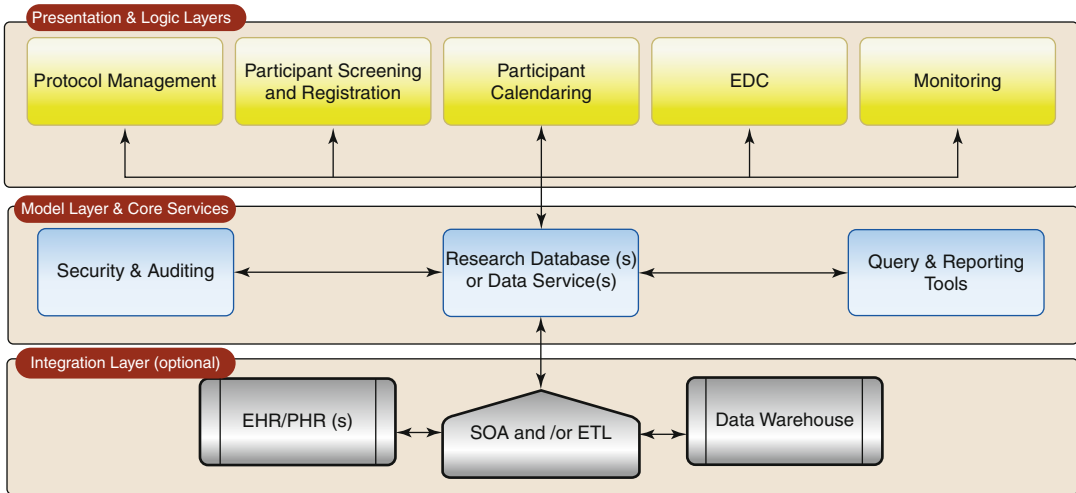 Presentation & Logic Layers
Protocol Management
Participant Screening
and Registration
Participant
Calendaring
EDC
Monitoring
Model Layer & Core Services
Security & Auditing
Research Database (s)
or Data Service(s)
Query & Reporting
Tools
Integration Layer (optional)
EHR/PHR (s)
SOA and /or ETL
Data Warehouse